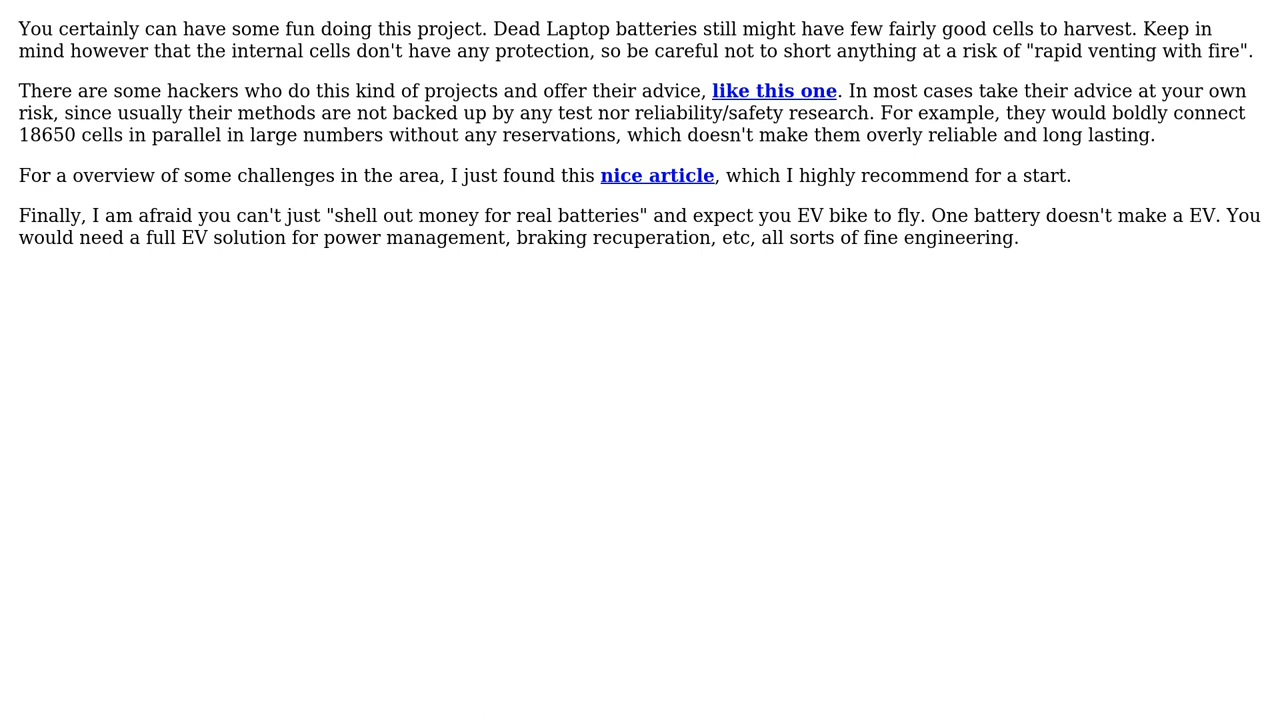 You certainly can have some fun doing this project. Dead Laptop batteries still might have few fairly good cells to harvest. Keep in
mind however that the internal cells don't have any protection, so be careful not to short anything at a risk of "rapid venting with fire".
There are some hackers who do this kind of projects and offer their advice, like this one. In most cases take their advice at your own
risk, since usually their methods are not backed up by any test nor reliability/safety research. For example, they would boldly connect
18650 cells in parallel in large numbers without any reservations, which doesn't make them overly reliable and long lasting.
For a overview of some challenges in the area, I just found this nice article, which I highly recommend for a start.
Finally, I am afraid you can't just "shell out money for real batteries" and expect you EV bike to fly. One battery doesn't make a EV. You
would need a full EV solution for power management, braking recuperation, etc, all sorts of fine engineering.